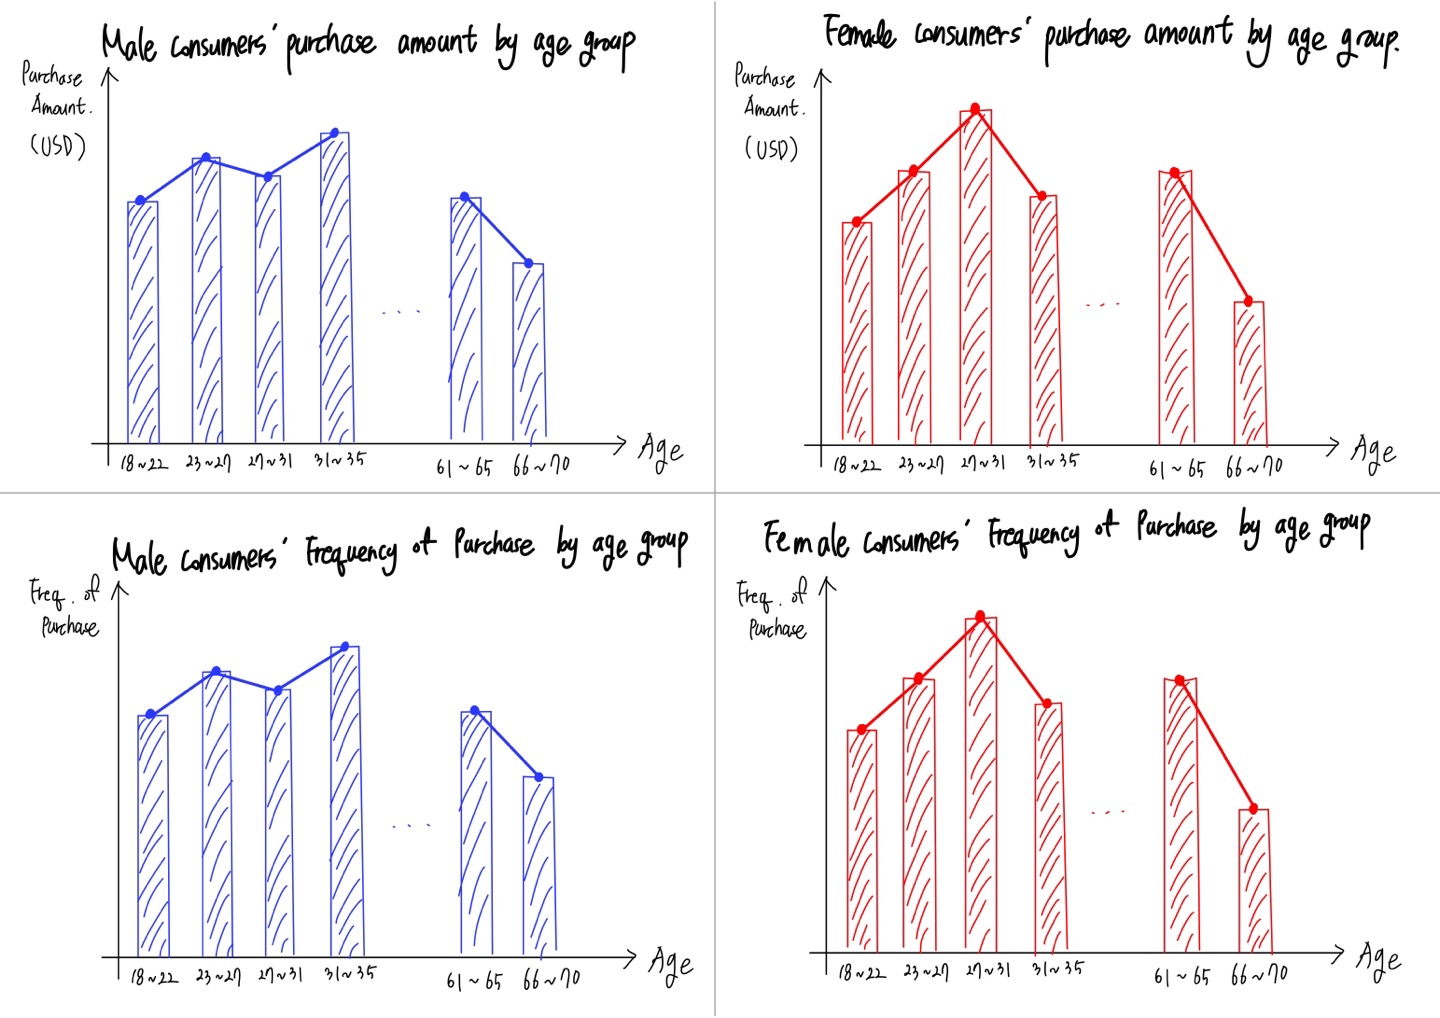 Male consumers' purchase amount by age group
Purchase
Amount.
(USD)
18~22 23~27 27~31 31~35 ... 61~65 66~70
Age
Female consumers' purchase amount by age group.
Purchase
Amount.
(USD)
18~22 23~27 27~31 31~35 ... 61~65 66~70
Age
Male consumers' Frequency of Purchase by age group
Freq. of
Purchase
18~22 23~27 27~31 31~35 ... 61~65 66~70
Age
Female consumers' Frequency of Purchase by age group
Freq. of
Purchase
18~22 23~27 27~31 31~35 ... 61~65 66~70
Age